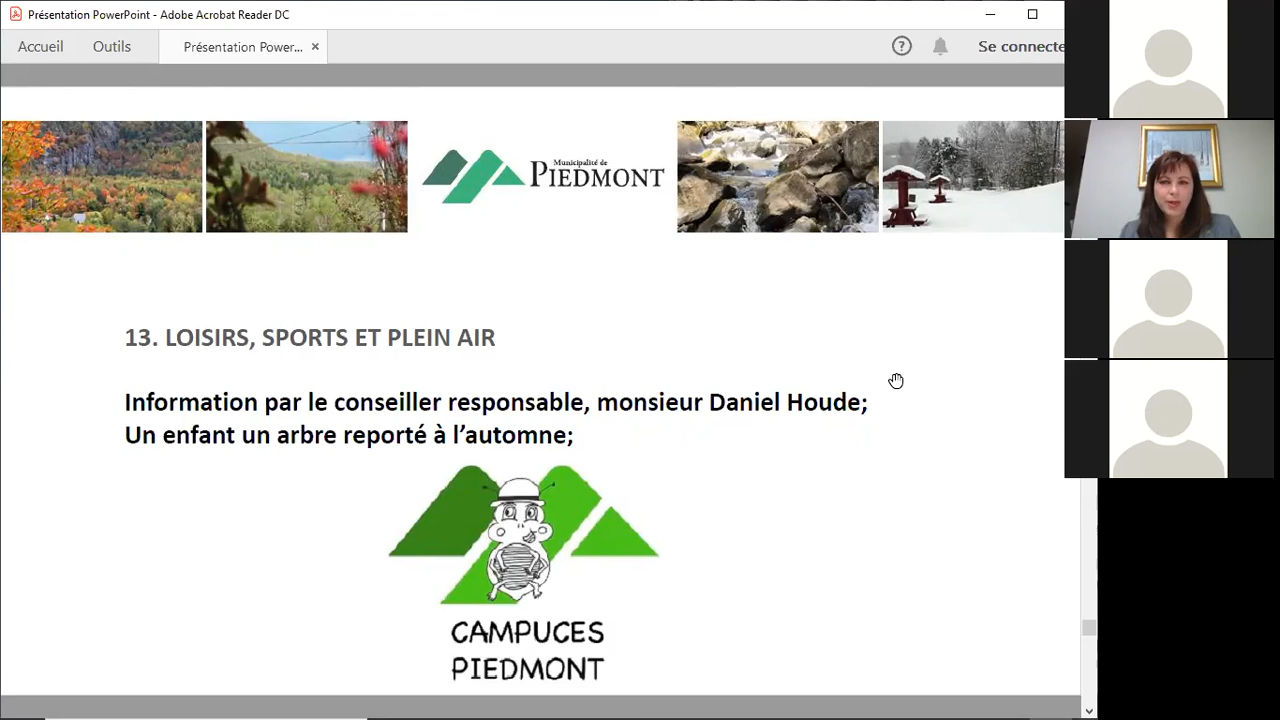 Présentation PowerPoint - Adobe Acrobat Reader DC
Accueil
Outils
Présentation Power...
Se connecte
Municipalité de
PIEDMONT
13. LOISIRS, SPORTS ET PLEIN AIR
Information par le conseiller responsable, monsieur Daniel Houde;
Un enfant un arbre reporté à l’automne;
CAMPUCES
PIEDMONT